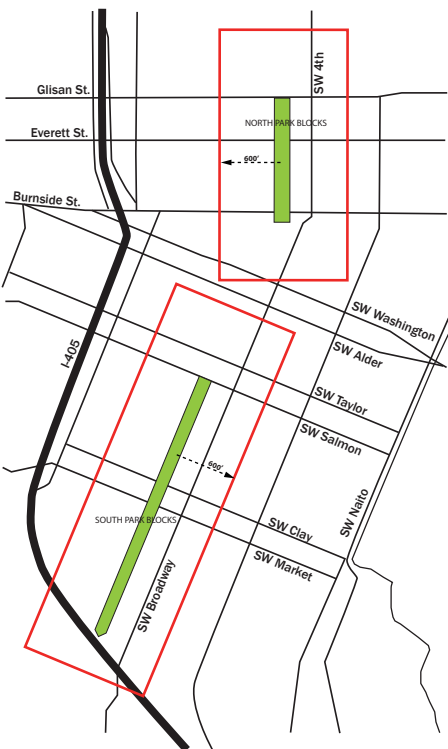 SW 4th
Glisan St.
NORTH PARK BLOCKS
Everett St.
600'
Burnside St.
SW Washington
SW Alder
I-405
SW Taylor
SW Salmon
600'
SW Naito
SOUTH PARK BLOCKS
SW Clay
SW Market
SW Broadway